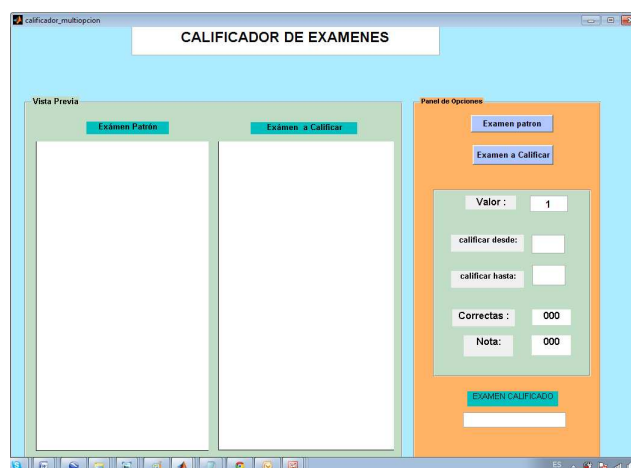 calificador_multiopcion
CALIFICADOR DE EXAMENES
Vista Previa
Exámen Patrón
Exámen a Calificar
Panel de Opciones
Examen patron
Examen a Calificar
Valor : 1
calificar desde:
calificar hasta:
Correctas : 000
Nota: 000
EXAMEN CALIFICADO
ES